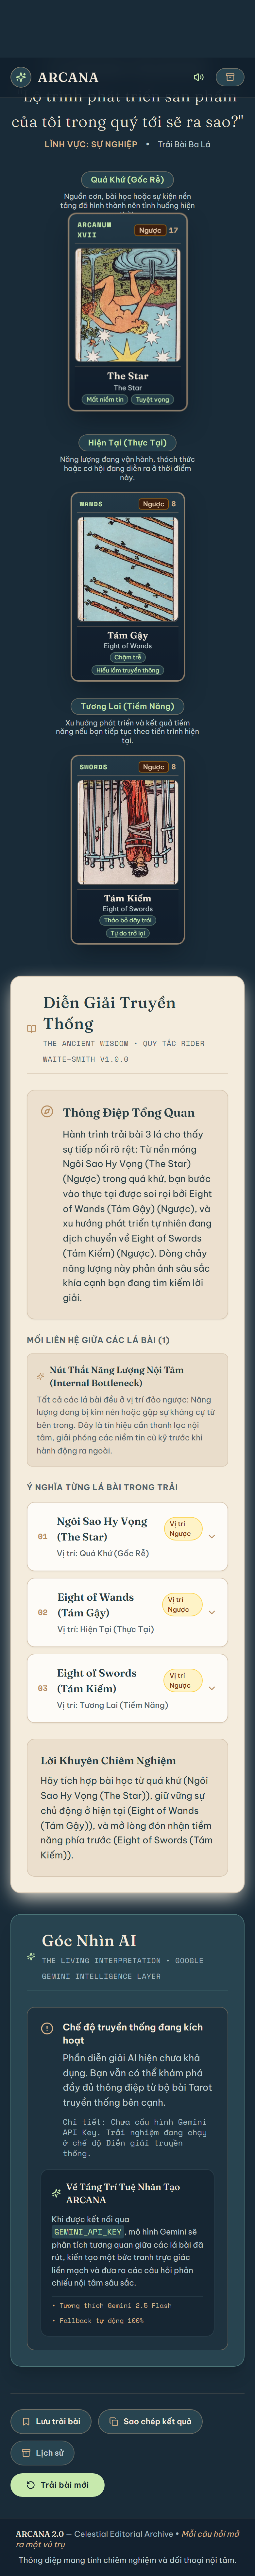 ARCANA
"Lộ trình phát triển sản phẩm
của tôi trong quý tới sẽ ra sao?"
LĨNH VỰC: SỰ NGHIỆP • Trải Bài Ba Lá
Quá Khứ (Gốc Rễ)
Nguồn cơn, bài học hoặc sự kiện nền
tảng đã hình thành nên tình huống hiện
ARCANUM
XVII
Ngược 17
The Star
The Star
Mất niềm tin
Tuyệt vọng
Hiện Tại (Thực Tại)
Năng lượng đang vận hành, thách thức
hoặc cơ hội đang diễn ra ở thời điểm
này.
WANDS
Ngược 8
Tám Gậy
Eight of Wands
Chậm trễ
Hiểu lầm truyền thông
Tương Lai (Tiềm Năng)
Xu hướng phát triển và kết quả tiềm
năng nếu bạn tiếp tục theo tiến trình hiện
tại.
SWORDS
Ngược 8
Tám Kiếm
Eight of Swords
Tháo bỏ dây trói
Tự do trở lại
Diễn Giải Truyền
Thống
THE ANCIENT WISDOM • QUY TẮC RIDER–
WAITE–SMITH V1.0.0
Thông Điệp Tổng Quan
Hành trình trải bài 3 lá cho thấy
sự tiếp nối rõ rệt: Từ nền móng
Ngôi Sao Hy Vọng (The Star)
(Ngược) trong quá khứ, bạn bước
vào thực tại được soi rọi bởi Eight
of Wands (Tám Gậy) (Ngược), và
xu hướng phát triển tự nhiên đang
dịch chuyển về Eight of Swords
(Tám Kiếm) (Ngược). Dòng chảy
năng lượng này phản ánh sâu sắc
khía cạnh bạn đang tìm kiếm lời
giải.
MỐI LIÊN HỆ GIỮA CÁC LÁ BÀI (1)
Nút Thắt Năng Lượng Nội Tâm
(Internal Bottleneck)
Tất cả các lá bài đều ở vị trí đảo ngược: Năng
lượng đang bị kìm nén hoặc gặp sự kháng cự từ
bên trong. Đây là tín hiệu cần thanh lọc nội
tâm, giải phóng các niềm tin cũ kỹ trước khi
hành động ra ngoài.
Ý NGHĨA TỪNG LÁ BÀI TRONG TRẢI
01
Ngôi Sao Hy Vọng
(The Star)
Vị trí
Ngược
Vị trí: Quá Khứ (Gốc Rễ)
02
Eight of Wands
(Tám Gậy)
Vị trí
Ngược
Vị trí: Hiện Tại (Thực Tại)
03
Eight of Swords
(Tám Kiếm)
Vị trí
Ngược
Vị trí: Tương Lai (Tiềm Năng)
Lời Khuyên Chiêm Nghiệm
Hãy tích hợp bài học từ quá khứ (Ngôi
Sao Hy Vọng (The Star)), giữ vững sự
chủ động ở hiện tại (Eight of Wands
(Tám Gậy)), và mở lòng đón nhận tiềm
năng phía trước (Eight of Swords (Tám
Kiếm)).
Góc Nhìn AI
THE LIVING INTERPRETATION • GOOGLE
GEMINI INTELLIGENCE LAYER
Chế độ truyền thống đang kích
hoạt
Phần diễn giải AI hiện chưa khả
dụng. Bạn vẫn có thể khám phá
đầy đủ thông điệp từ bộ bài Tarot
truyền thống bên cạnh.
Chi tiết: Chưa cấu hình Gemini
API Key. Trải nghiệm đang chạy
ở chế độ Diễn giải truyền
thống.
Về Tầng Trí Tuệ Nhân Tạo
ARCANA
Khi được kết nối qua
GEMINI_API_KEY, mô hình Gemini sẽ
phân tích tương quan giữa các lá bài đã
rút, kiến tạo một bức tranh trực giác
liền mạch và đưa ra các câu hỏi phản
chiếu nội tâm sâu sắc.
• Tương thích Gemini 2.5 Flash
• Fallback tự động 100%
Lưu trải bài
Sao chép kết quả
Lịch sử
Trải bài mới
ARCANA 2.0 — Celestial Editorial Archive • Mỗi câu hỏi mở
ra một vũ trụ
Thông điệp mang tính chiêm nghiệm và đối thoại nội tâm.